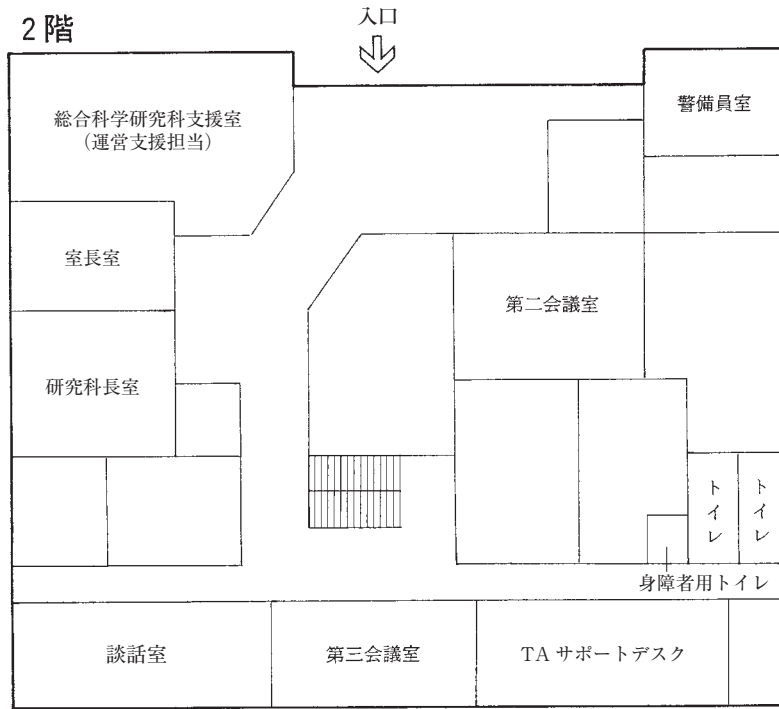 2階
入口
総合科学研究科支援室
（運営支援担当）
警備員室
室長室
第二会議室
研究科長室
トイレ
トイレ
身障者用トイレ
談話室
第三会議室
TAサポートデスク